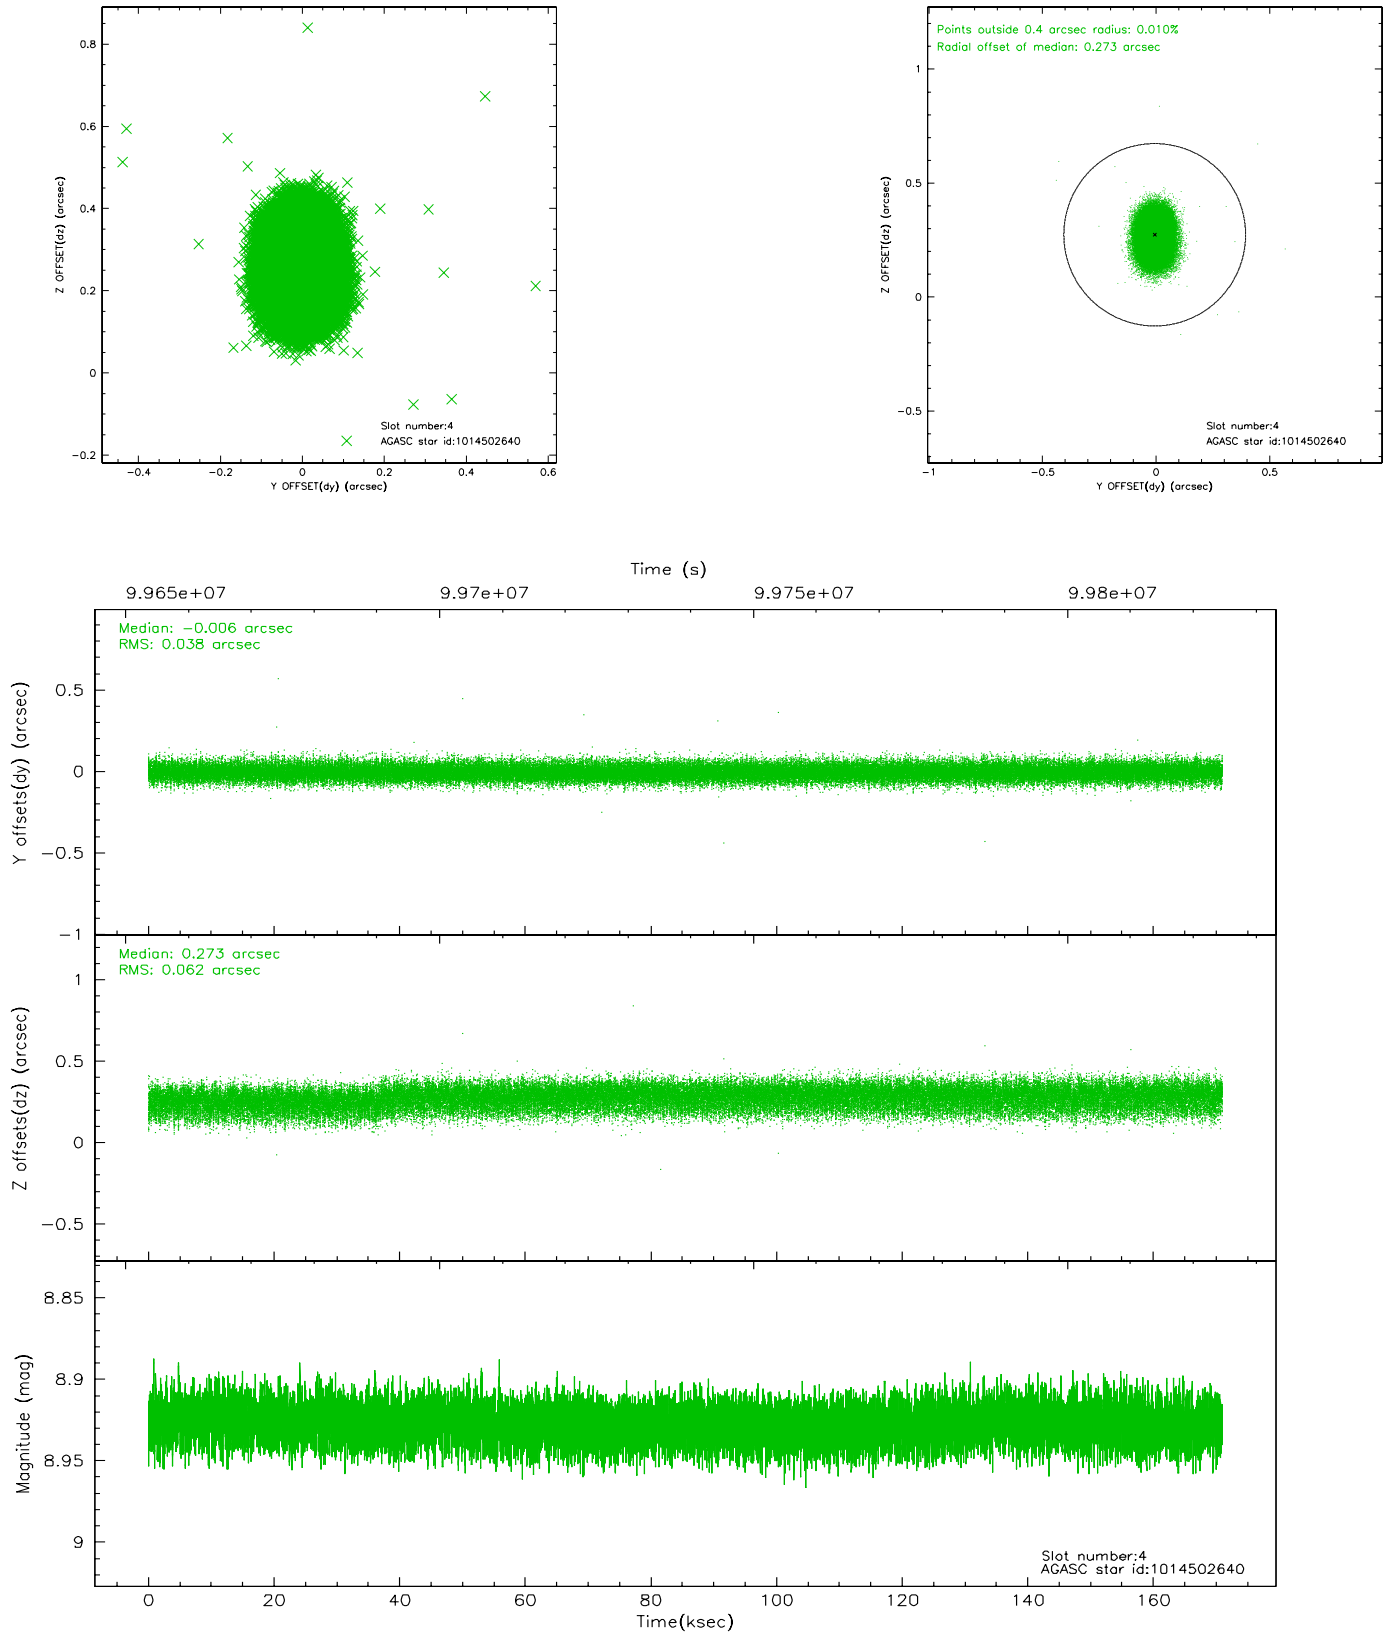 0.8
0.6
0.4
0.2
0
−0.2
Z OFFSET(dz) (arcsec)
−0.4 −0.2 0 0.2 0.4 0.6
Y OFFSET(dy) (arcsec)
Slot number:4
AGASC star id:1014502640
Points outside 0.4 arcsec radius: 0.010%
Radial offset of median: 0.273 arcsec
1
0.5
0
−0.5
Z OFFSET(dz) (arcsec)
−1 −0.5 0 0.5
Y OFFSET(dy) (arcsec)
Slot number:4
AGASC star id:1014502640
Time (s)
9.965e+07 9.97e+07 9.975e+07 9.98e+07
Median: −0.006 arcsec
RMS: 0.038 arcsec
0.5
0
−0.5
−1
Y offsets(dy) (arcsec)
Median: 0.273 arcsec
RMS: 0.062 arcsec
1
0.5
0
−0.5
Z offsets(dz) (arcsec)
8.85
8.9
8.95
9
Magnitude (mag)
Slot number:4
AGASC star id:1014502640
0 20 40 60 80 100 120 140 160
Time(ksec)